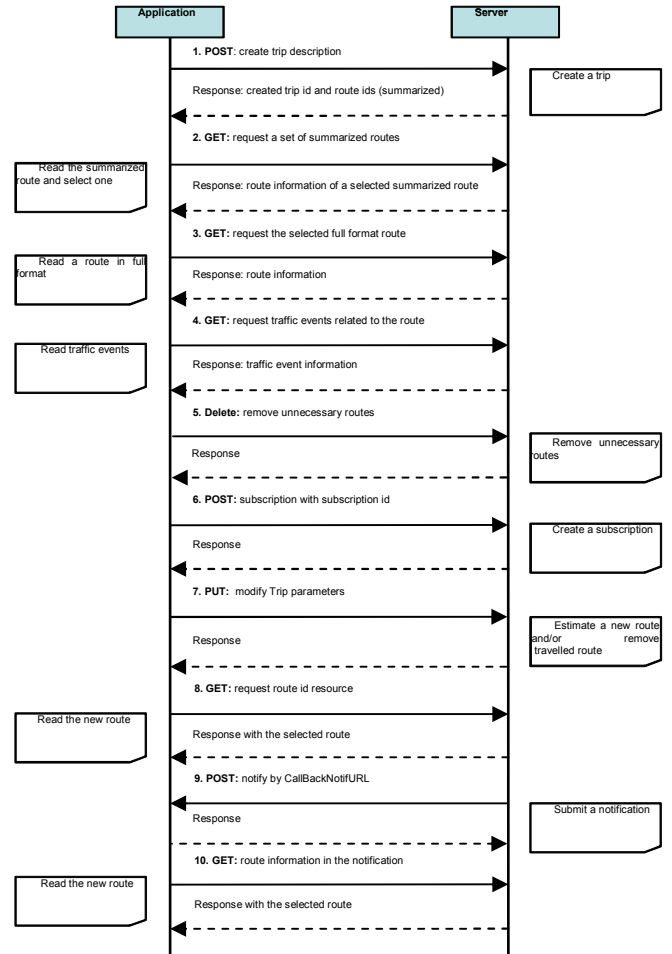 Application
Server
1. POST: create trip description
Create a trip
Response: created trip id and route ids (summarized)
2. GET: request a set of summarized routes
Read the summarized
route and select one
Response: route information of a selected summarized route
3. GET: request the selected full format route
Read a route in full
format
Response: route information
4. GET: request traffic events related to the route
Read traffic events
Response: traffic event information
5. Delete: remove unnecessary routes
Remove unnecessary
routes
Response
6. POST: subscription with subscription id
Create a subscription
Response
7. PUT: modify Trip parameters
Estimate a new route
and/or remove
travelled route
Response
8. GET: request route id resource
Read the new route
Response with the selected route
9. POST: notify by CallBackNotifURL
Submit a notification
Response
10. GET: route information in the notification
Read the new route
Response with the selected route